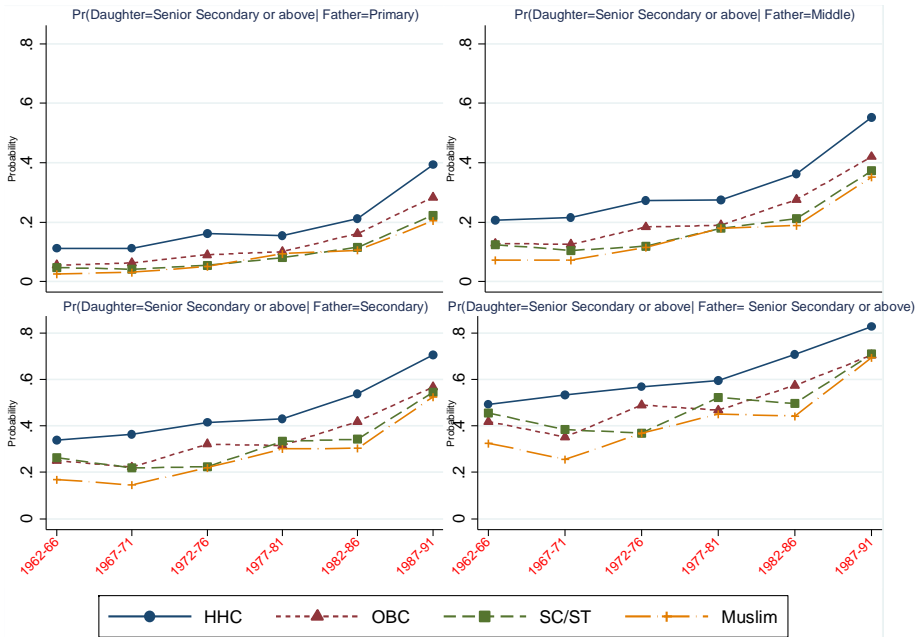 Pr(Daughter=Senior Secondary or above| Father=Primary)
Probability
0 .2 .4 .6 .8
Pr(Daughter=Senior Secondary or above| Father=Middle)
Probability
0 .2 .4 .6 .8
Pr(Daughter=Senior Secondary or above| Father=Secondary)
Probability
0 .2 .4 .6 .8
1962-66 1967-71 1972-76 1977-81 1982-86 1987-91
Pr(Daughter=Senior Secondary or above| Father= Senior Secondary or above)
Probability
0 .2 .4 .6 .8
1962-66 1967-71 1972-76 1977-81 1982-86 1987-91
HHC OBC SC/ST Muslim